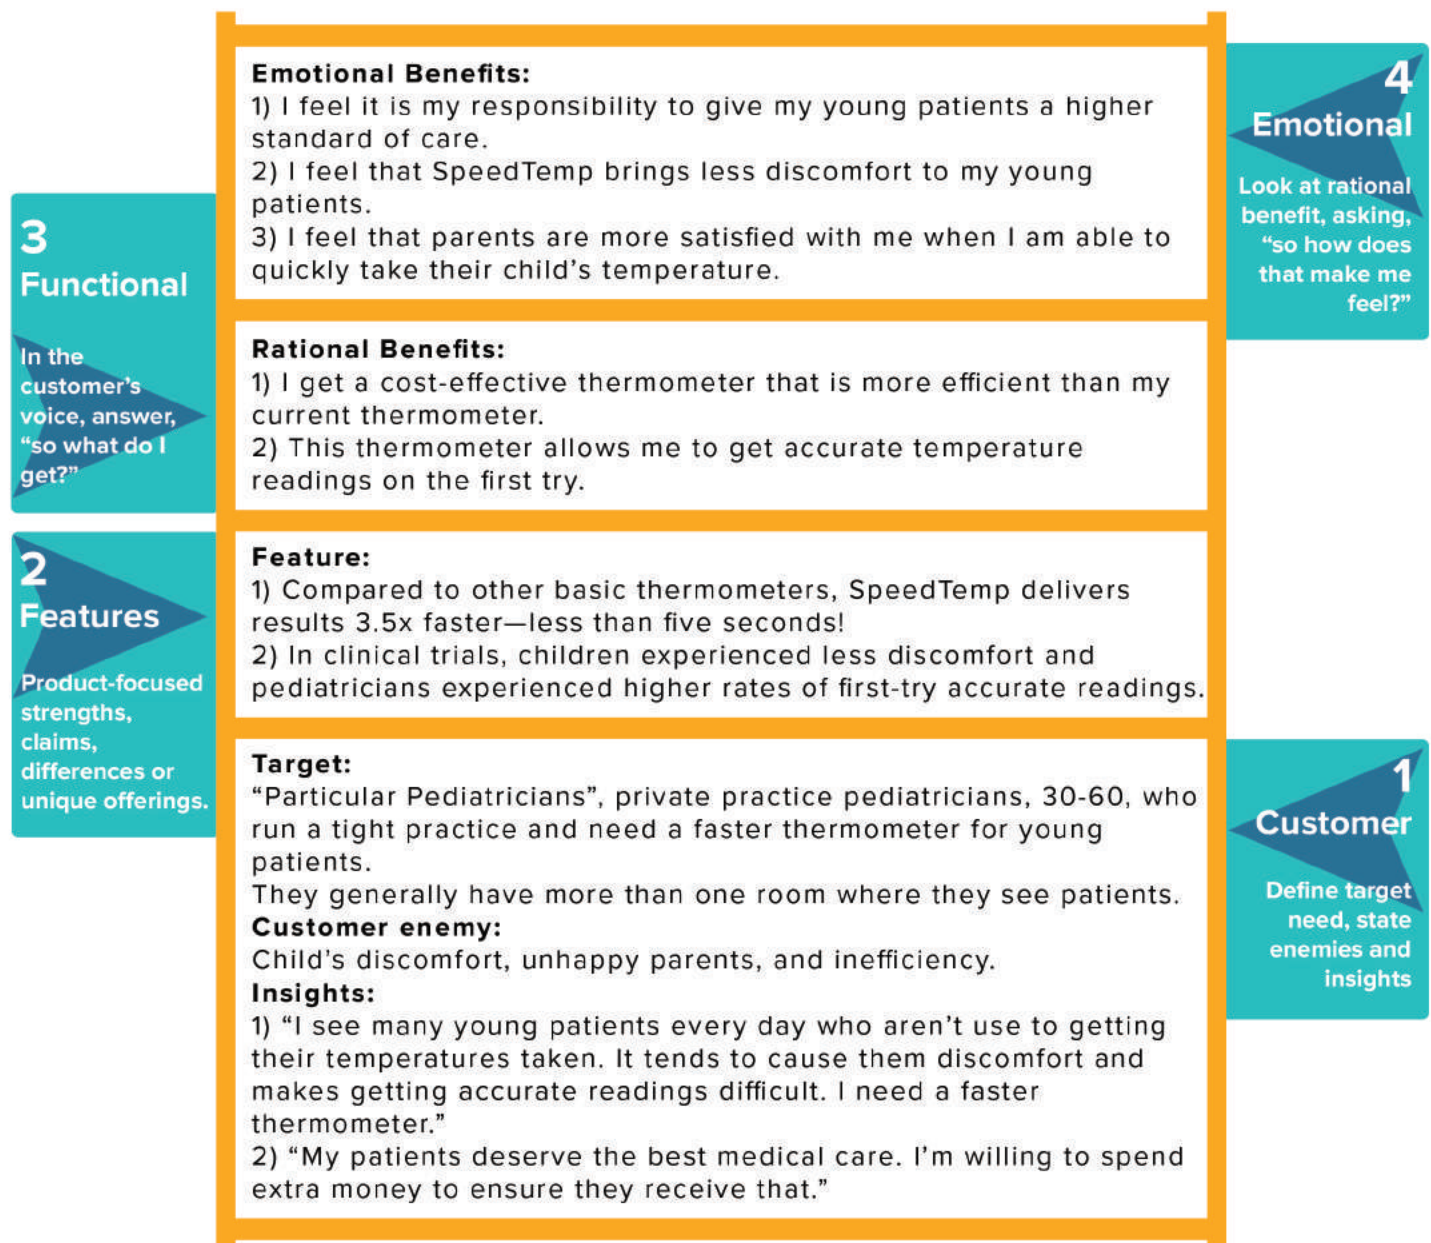 Emotional Benefits:
1) I feel it is my responsibility to give my young patients a higher
standard of care.
2) I feel that SpeedTemp brings less discomfort to my young
patients.
3) I feel that parents are more satisfied with me when I am able to
quickly take their child's temperature.
4
Emotional
Look at rational
benefit, asking,
“so how does
that make me
feel?”
3
Functional
In the
customer's
voice, answer,
“so what do I
get?”
Rational Benefits:
1) I get a cost-effective thermometer that is more efficient than my
current thermometer.
2) This thermometer allows me to get accurate temperature
readings on the first try.
2
Features
Product-focused
strengths,
claims,
differences or
unique offerings.
Feature:
1) Compared to other basic thermometers, SpeedTemp delivers
results 3.5x faster—less than five seconds!
2) In clinical trials, children experienced less discomfort and
pediatricians experienced higher rates of first-try accurate readings.
Target:
“Particular Pediatricians”, private practice pediatricians, 30-60, who
run a tight practice and need a faster thermometer for young
patients.
They generally have more than one room where they see patients.
Customer enemy:
Child's discomfort, unhappy parents, and inefficiency.
Insights:
1) “I see many young patients every day who aren't use to getting
their temperatures taken. It tends to cause them discomfort and
makes getting accurate readings difficult. I need a faster
thermometer.”
2) “My patients deserve the best medical care. I'm willing to spend
extra money to ensure they receive that.”
1
Customer
Define target
need, state
enemies and
insights